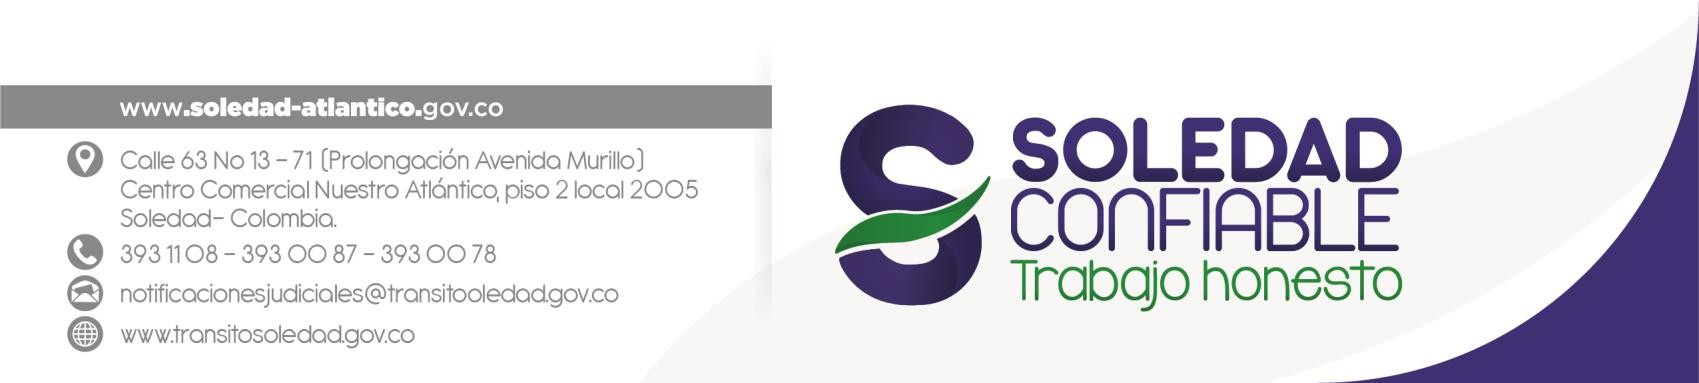 www.soledad-atlantico.gov.co
Calle 63 No 13 - 71 (Prolongación Avenida Murillo)
Centro Comercial Nuestro Atlántico, piso 2 local 2005
Soledad- Colombia.
393 11 08 - 393 00 87 - 393 00 78
notificacionesjudiciales@transitooledad.gov.co
www.transitosoledad.gov.co
SOLEDAD
CONFIABLE
Trabajo honesto